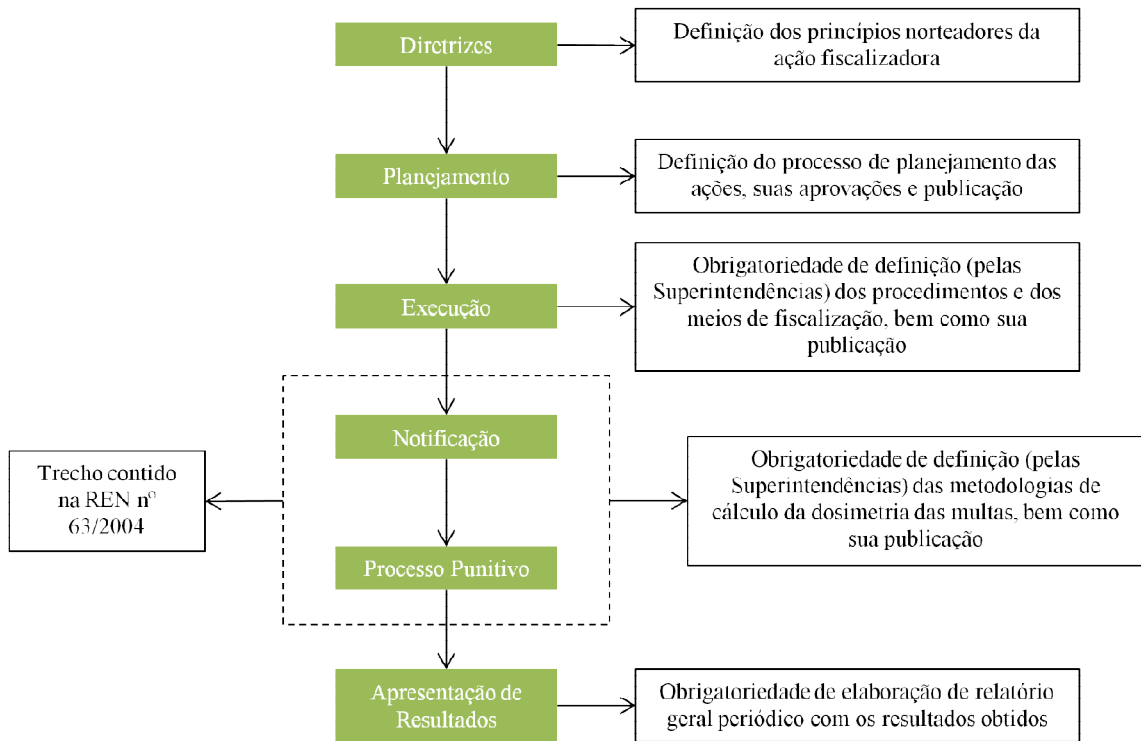 Diretrizes
Definição dos princípios norteadores da
ação fiscalizadora
Planejamento
Definição do processo de planejamento das
ações, suas aprovações e publicação
Execução
Obrigatoriedade de definição (pelas
Superintendências) dos procedimentos e dos
meios de fiscalização, bem como sua
publicação
Notificação
Trecho contido
na REN nº
63/2004
Obrigatoriedade de definição (pelas
Superintendências) das metodologias de
cálculo da dosimetria das multas, bem como
sua publicação
Processo Punitivo
Apresentação de
Resultados
Obrigatoriedade de elaboração de relatório
geral periódico com os resultados obtidos